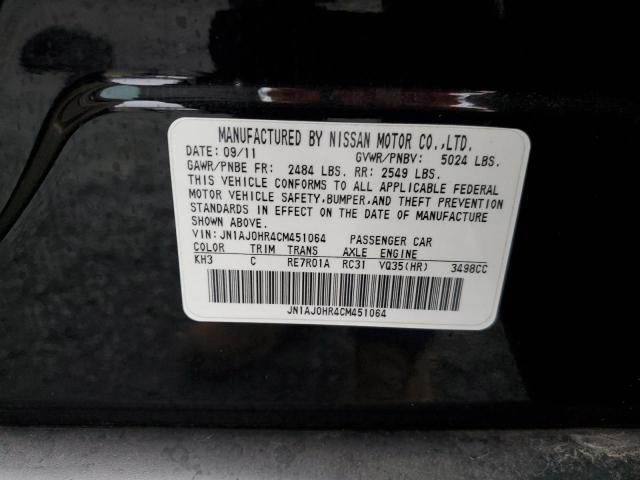 MANUFACTURED BY NISSAN MOTOR CO.,LTD.
DATE: 09/11 GVWR/PNBV: 5024 LBS.
GAWR/PNBE FR: 2484 LBS. RR: 2549 LBS.
THIS VEHICLE CONFORMS TO ALL APPLICABLE FEDERAL
MOTOR VEHICLE SAFETY,BUMPER,AND THEFT PREVENTION
STANDARDS IN EFFECT ON THE DATE OF MANUFACTURE
SHOWN ABOVE.
VIN:JN1AJ0HR4CM451064 PASSENGER CAR
COLOR TRIM TRANS AXLE ENGINE
KH3 C RE7R01A RC31 VQ35(HR) 3498CC
JN1AJ0HR4CM451064